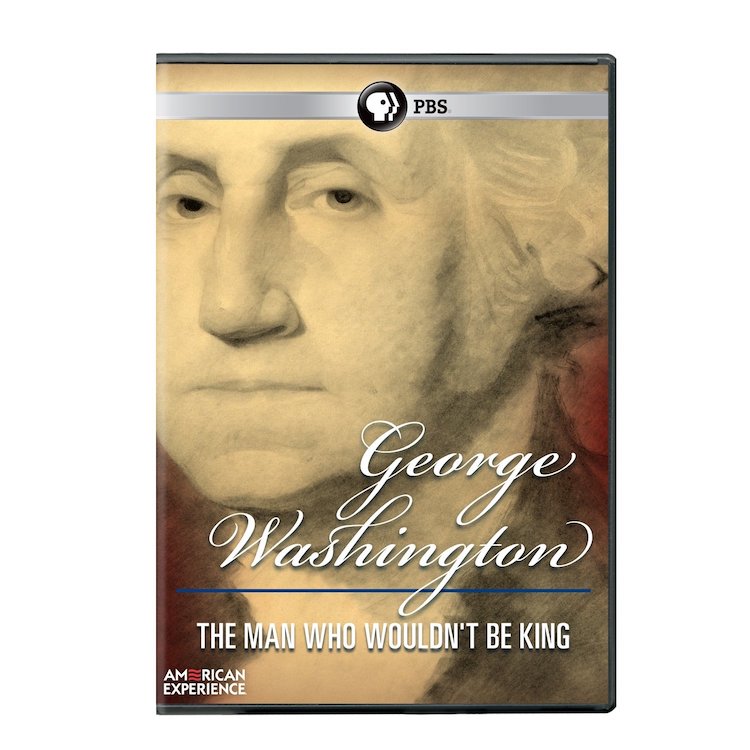 PBS
George
Washington
THE MAN WHO WOULDN'T BE KING
AMERICAN
EXPERIENCE